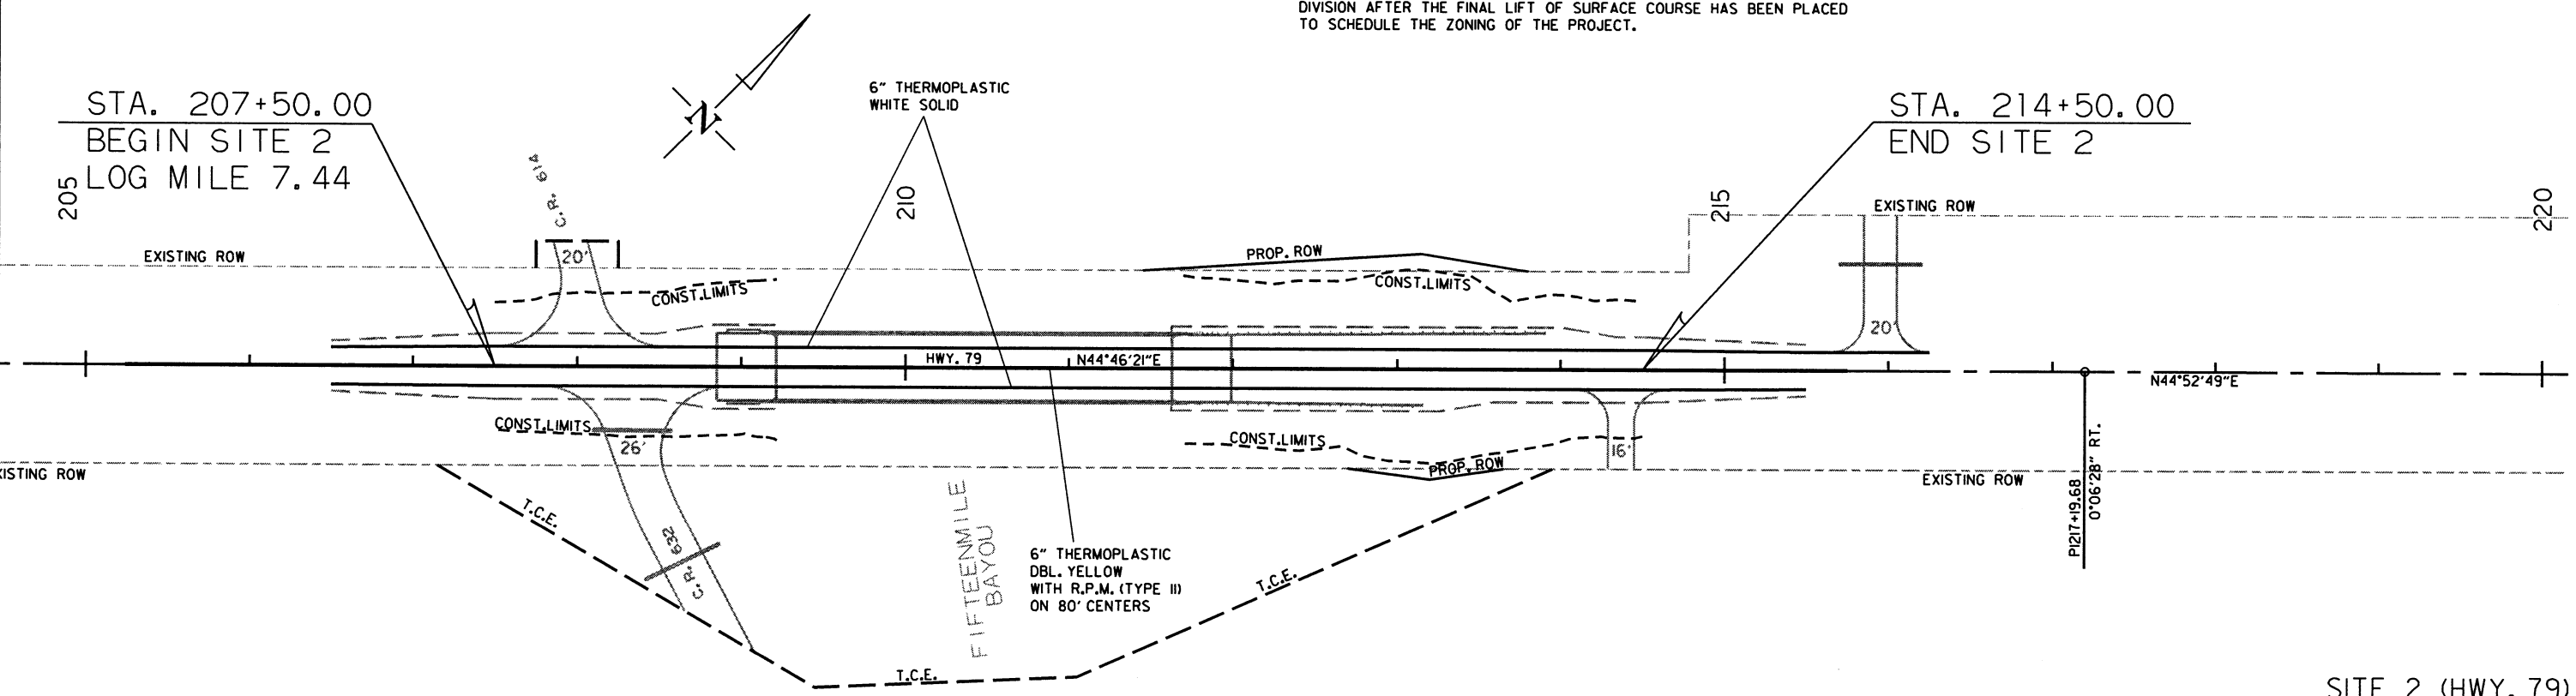 DIVISION AFTER THE FINAL LIFT OF SURFACE COURSE HAS BEEN PLACED
TO SCHEDULE THE ZONING OF THE PROJECT.
STA. 207+50.00
BEGIN SITE 2
LOG MILE 7.44
N
6" THERMOPLASTIC
WHITE SOLID
STA. 214+50.00
END SITE 2
205
210
215
220
C.R. 614
20'
EXISTING ROW
CONST. LIMITS
PROP. ROW
CONST. LIMITS
EXISTING ROW
20'
HWY. 79
N44°46'21"E
N44°52'49"E
CONST. LIMITS
26'
CONST. LIMITS
PROP. ROW
16'
EXISTING ROW
EXISTING ROW
PI217+19.68
0°06'28" RT.
T.C.E.
C.R. 632
FIFTEENMILE
BAYOU
6" THERMOPLASTIC
DBL. YELLOW
WITH R.P.M. (TYPE II)
ON 80' CENTERS
T.C.E.
T.C.E.
SITE 2 (HWY. 79)